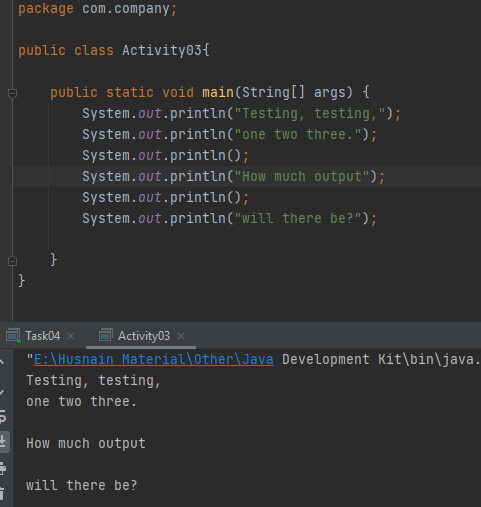 package com.company;
public class Activity03{
public static void main(String[] args) {
System.out.println("Testing, testing,");
System.out.println("one two three.");
System.out.println();
System.out.println("How much output");
System.out.println();
System.out.println("will there be?");
}
}
Task04 × Activity03 ×
"E:\Husnain Material\Other\Java Development Kit\bin\java.
Testing, testing,
one two three.
How much output
will there be?